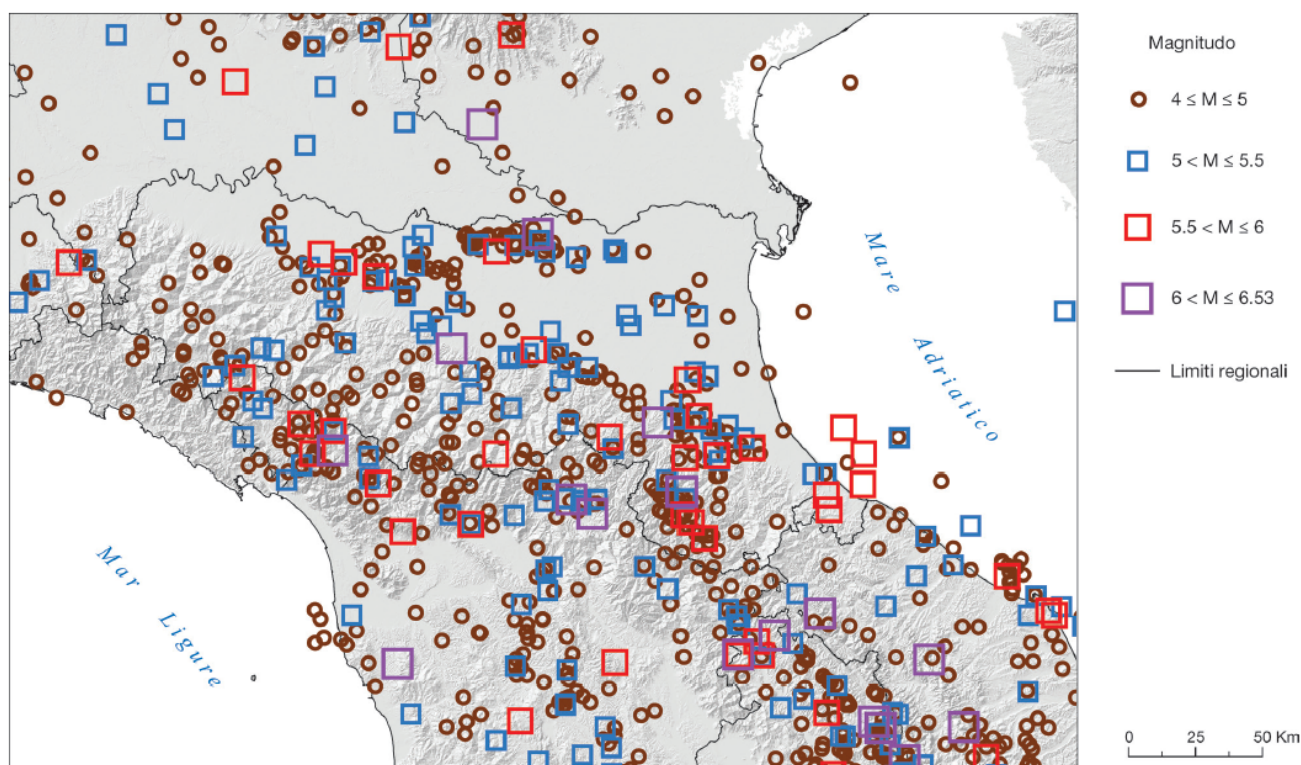 Magnitudo
4 ≤ M ≤ 5
5 < M ≤ 5.5
5.5 < M ≤ 6
6 < M ≤ 6.53
Limiti regionali
Mare
Adriatico
Mar
Ligure
0 25 50 Km